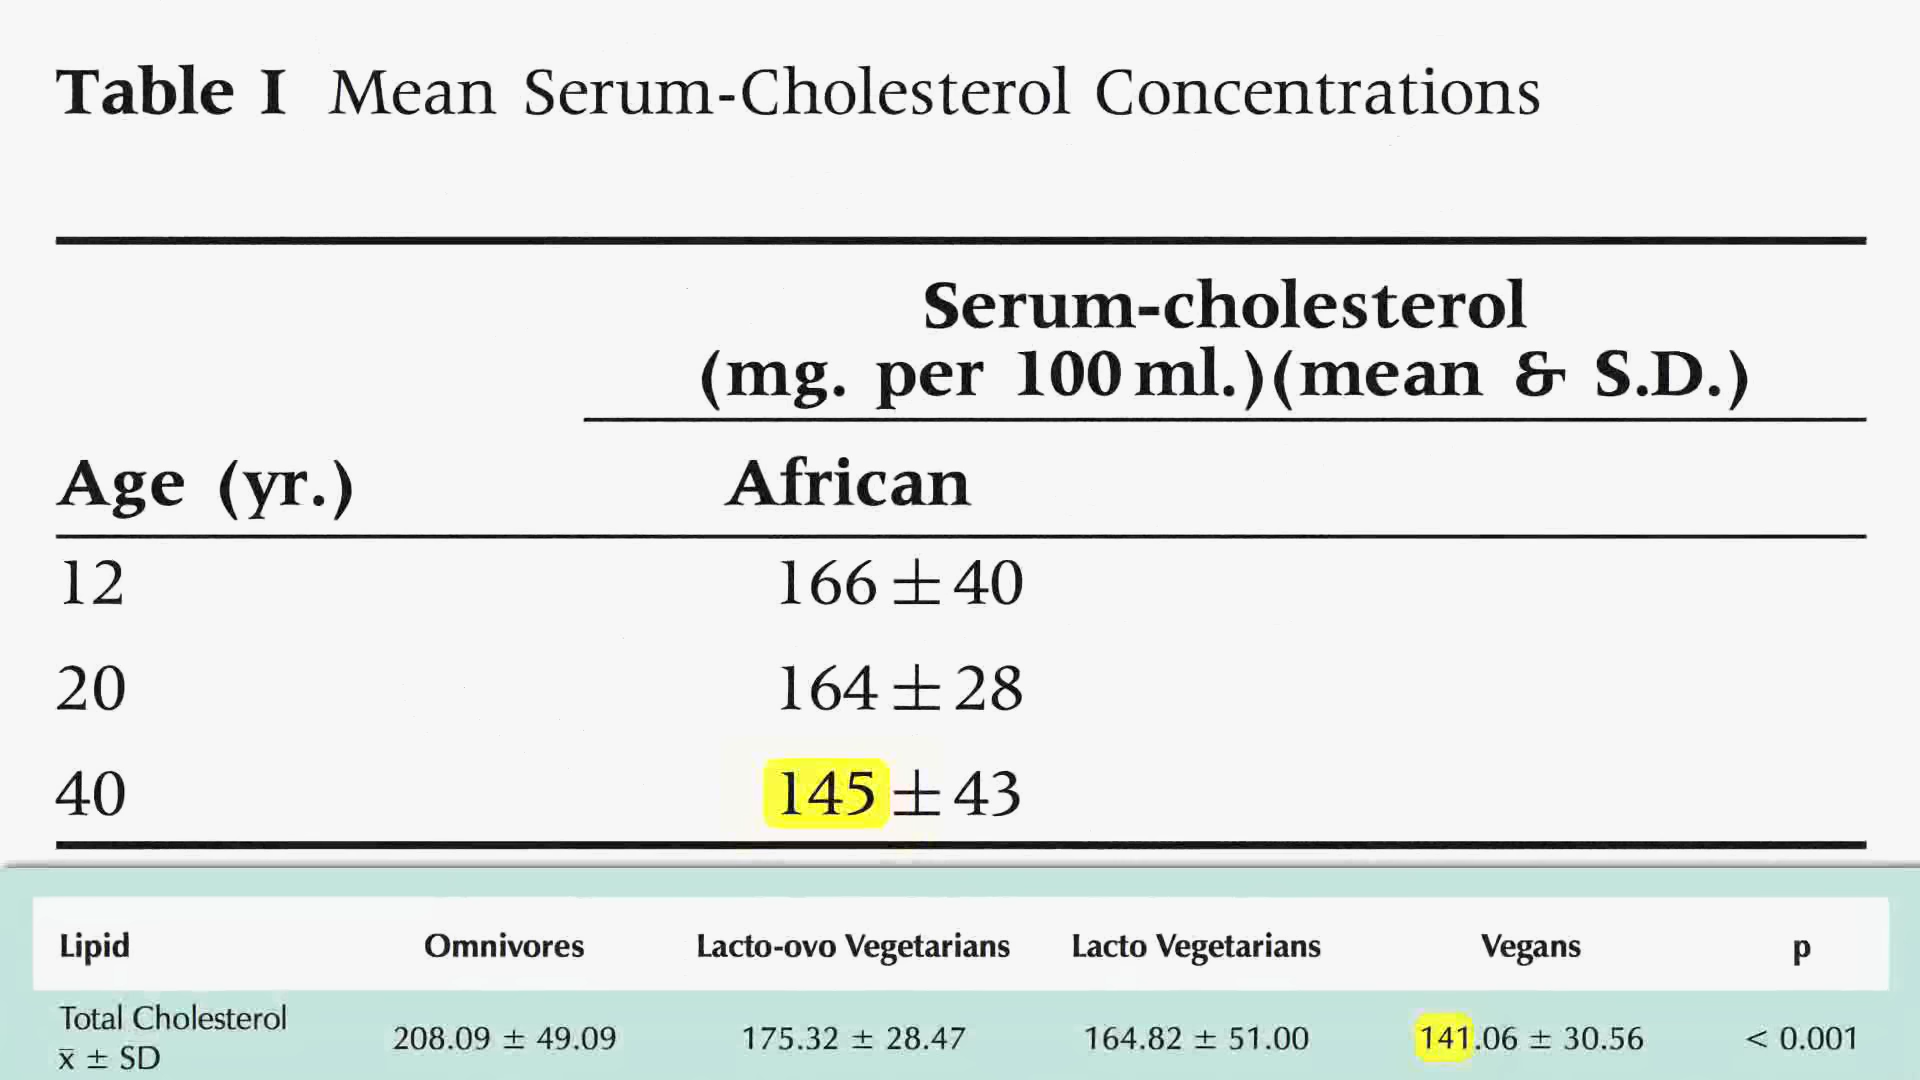 Table I Mean Serum-Cholesterol Concentrations
Serum-cholesterol
(mg. per 100 ml.)(mean & S.D.)
Age (yr.) African
12 166 ± 40
20 164 ± 28
40 145 ± 43
Lipid Omnivores Lacto-ovo Vegetarians Lacto Vegetarians Vegans p
Total Cholesterol
x̄ ± SD 208.09 ± 49.09 175.32 ± 28.47 164.82 ± 51.00 141.06 ± 30.56 < 0.001